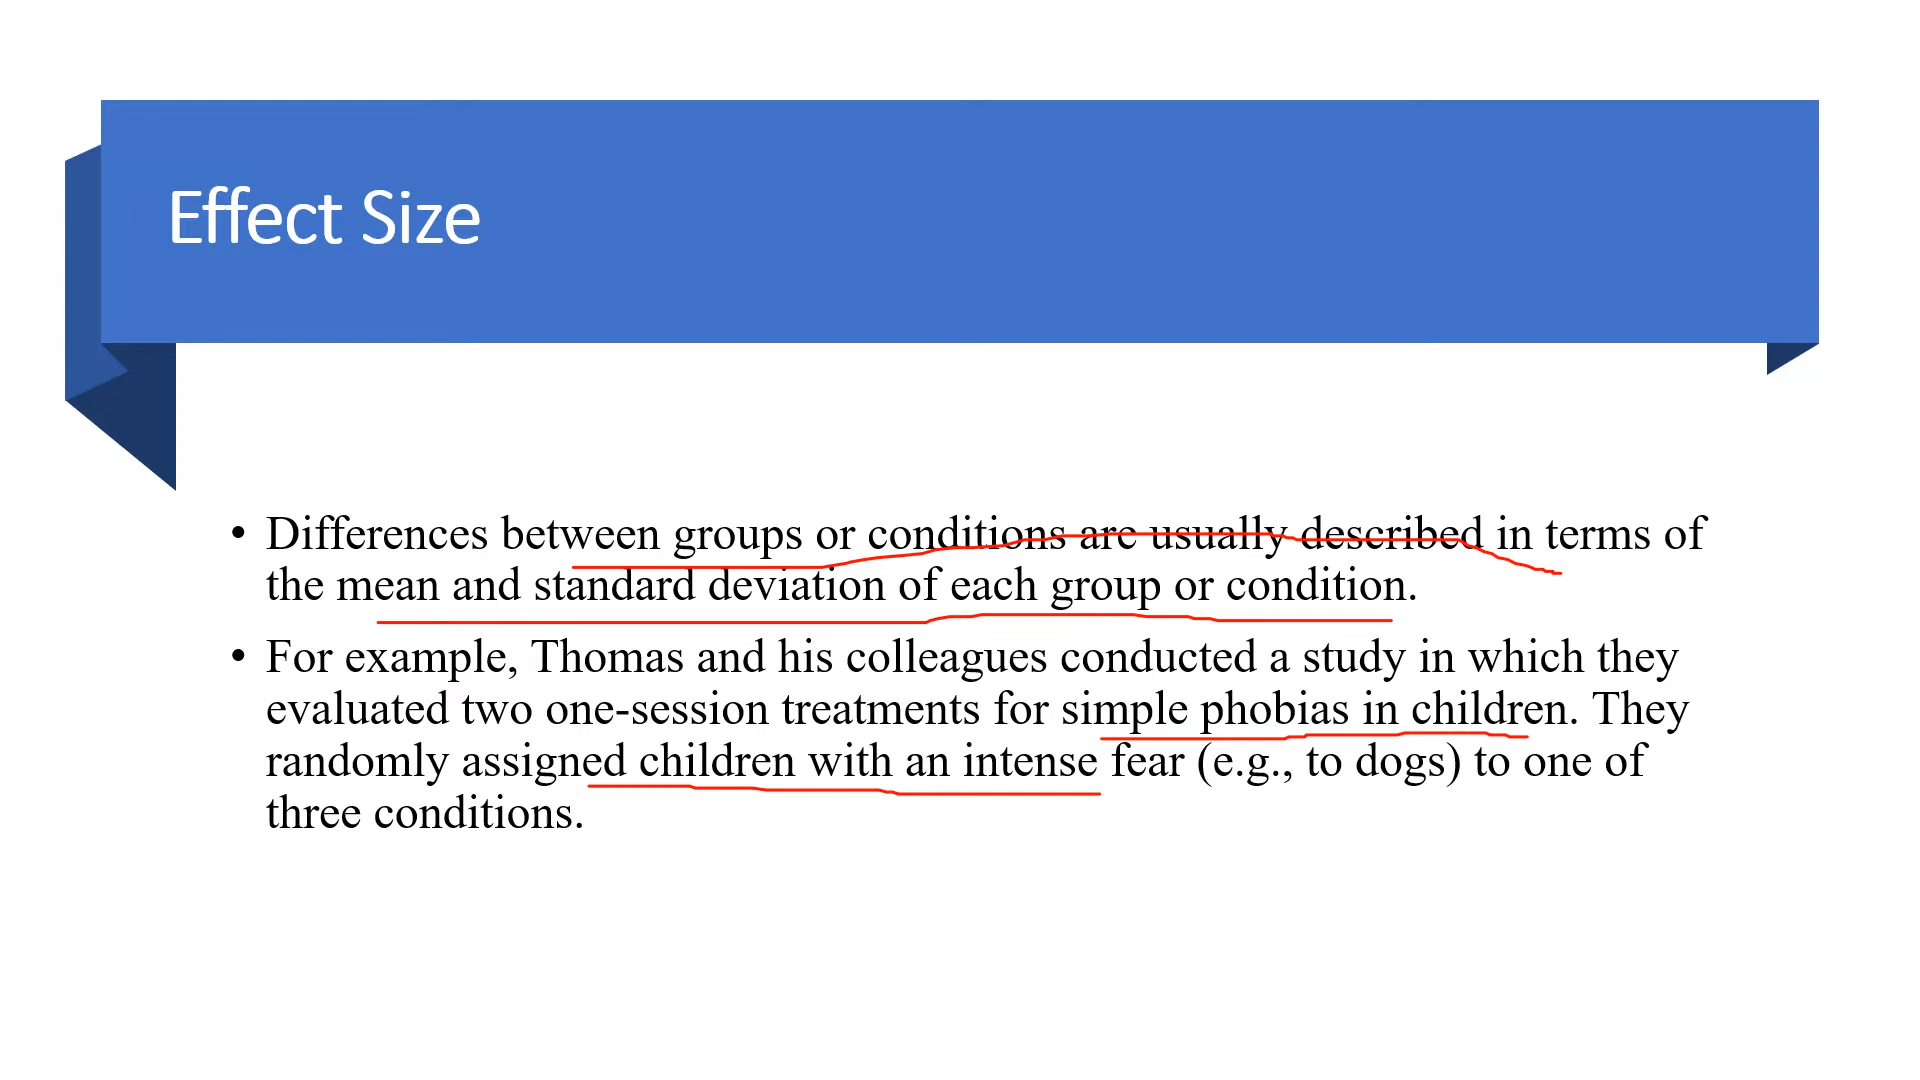 Effect Size
• Differences between groups or conditions are usually described in terms of
the mean and standard deviation of each group or condition.
• For example, Thomas and his colleagues conducted a study in which they
evaluated two one-session treatments for simple phobias in children. They
randomly assigned children with an intense fear (e.g., to dogs) to one of
three conditions.